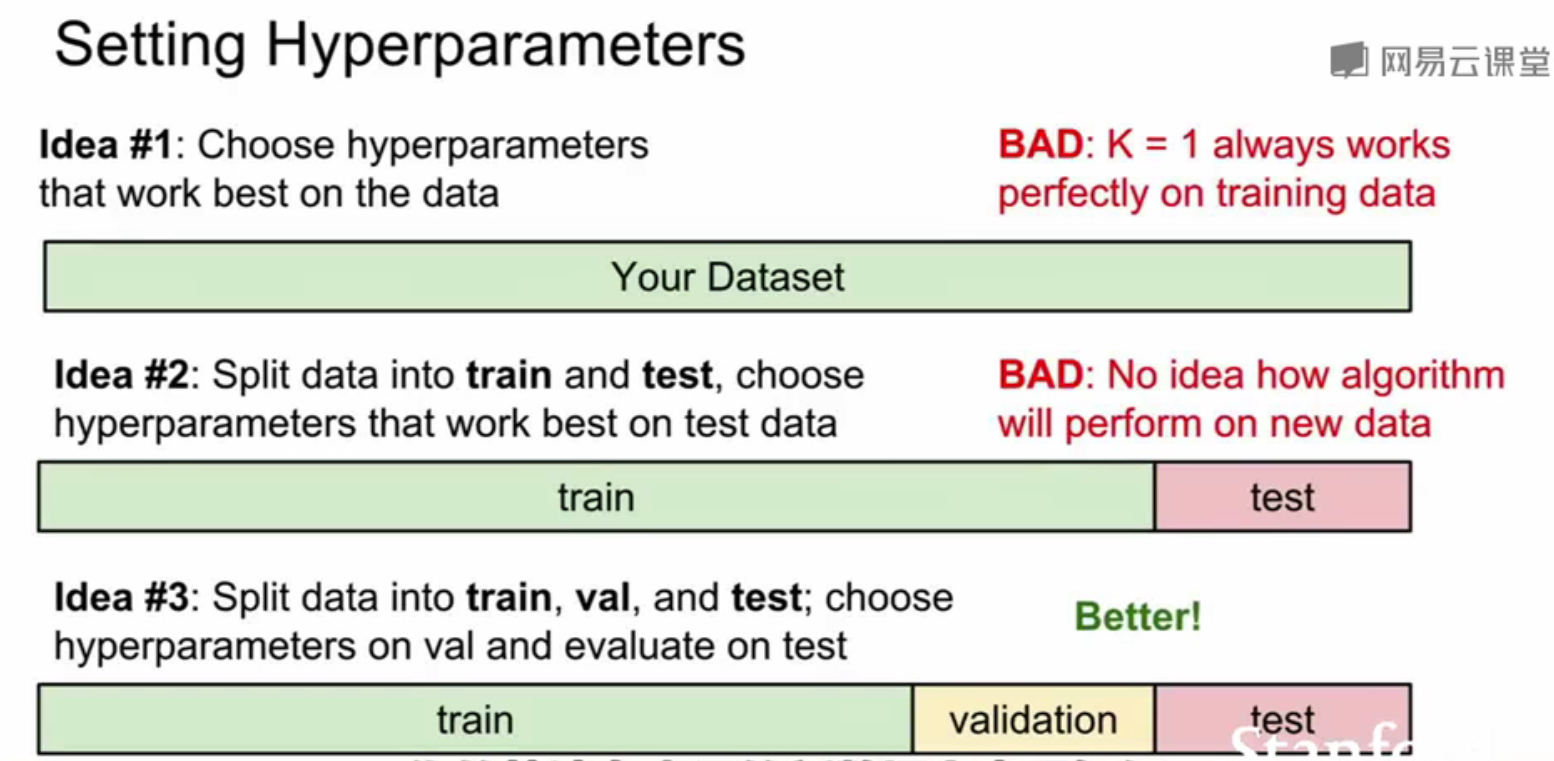 Setting Hyperparameters
网易云课堂
Idea #1: Choose hyperparameters
that work best on the data
BAD: K = 1 always works
perfectly on training data
Your Dataset
Idea #2: Split data into train and test, choose
hyperparameters that work best on test data
BAD: No idea how algorithm
will perform on new data
train
test
Idea #3: Split data into train, val, and test; choose
hyperparameters on val and evaluate on test
Better!
train
validation
test